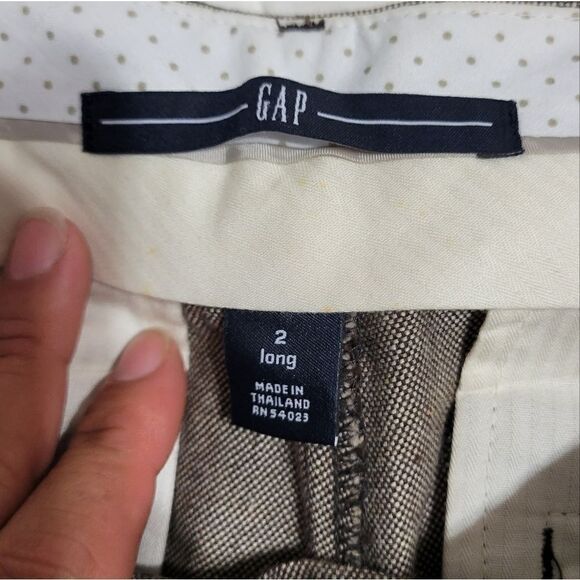 GAP
2
long
MADE IN
THAILAND
RN 54023